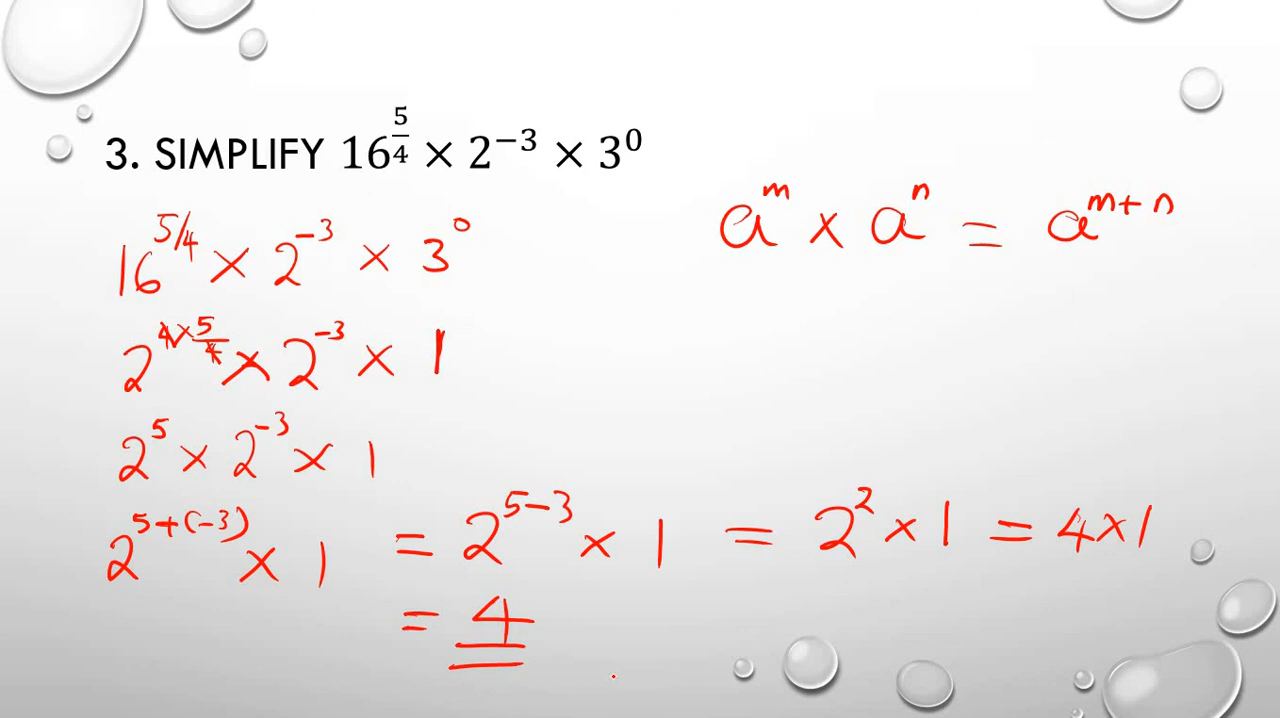 3. SIMPLIFY 16^(5/4) × 2^(−3) × 3^0
a^m × a^n = a^(m+n)
16^(5/4) × 2^(−3) × 3^0
2^(4×5/4) × 2^(−3) × 1
2^5 × 2^(−3) × 1
2^(5+(−3)) × 1 = 2^(5−3) × 1 = 2^2 × 1 = 4×1
= 4